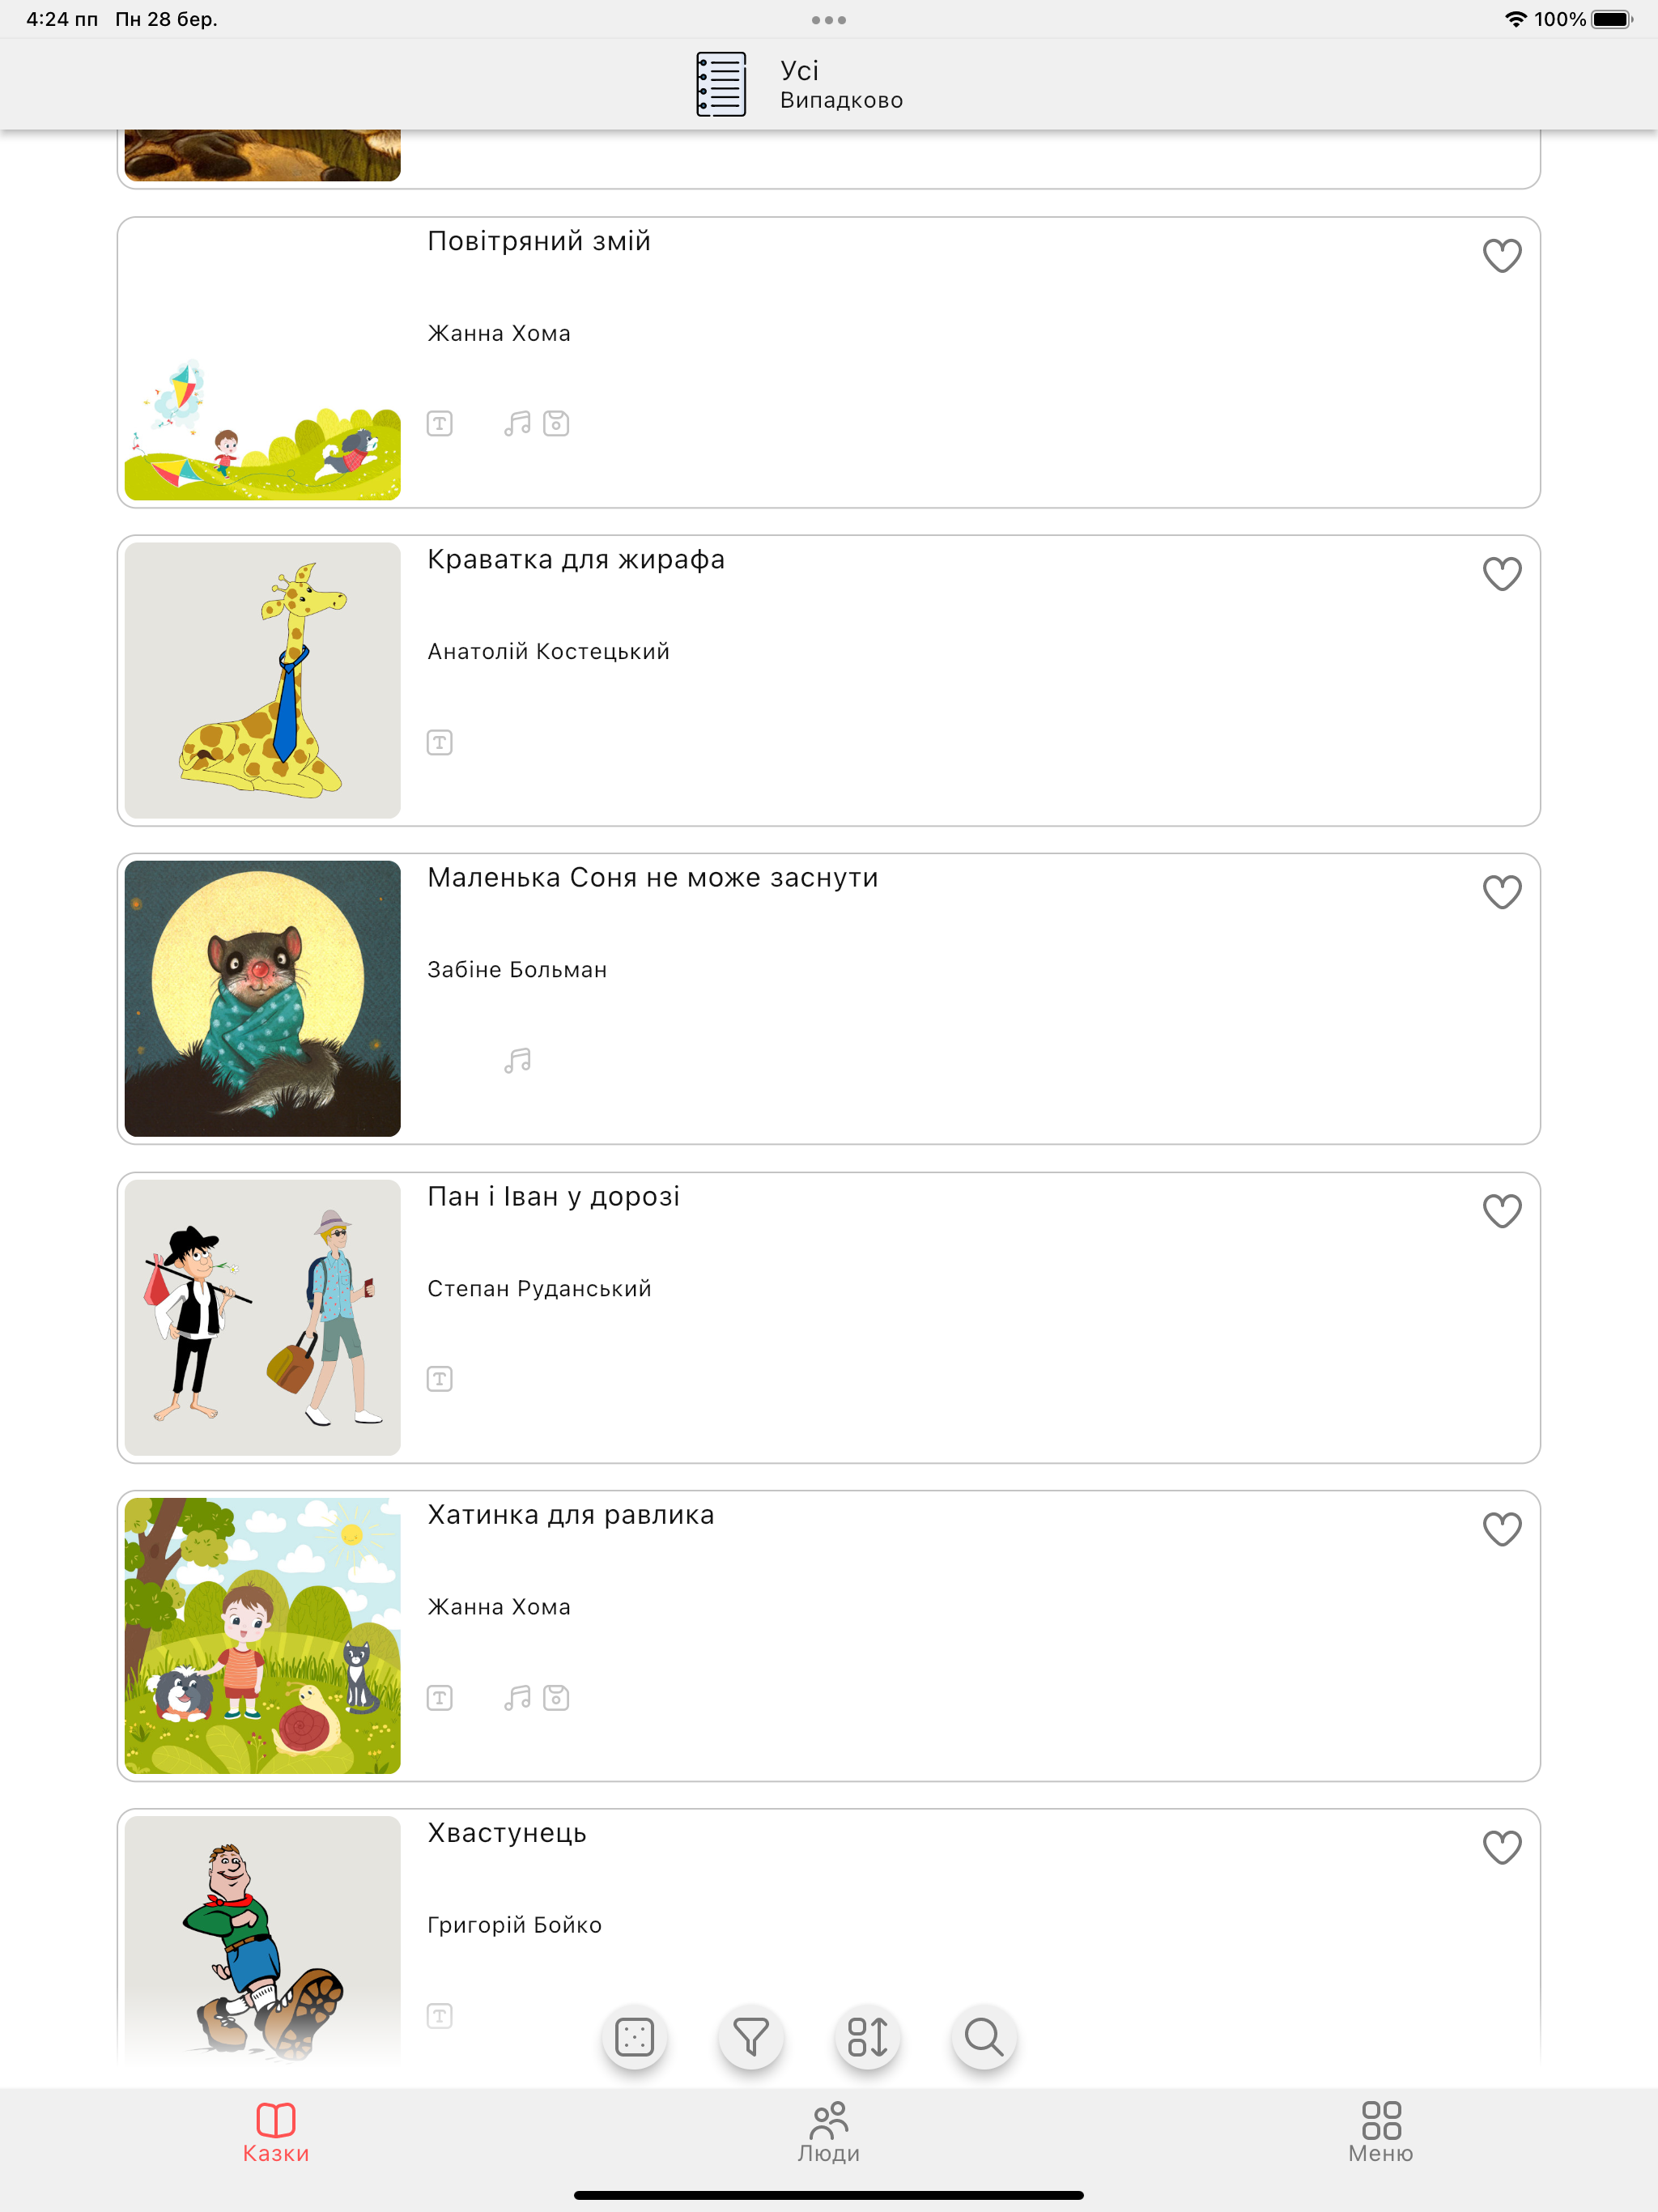 4:24 пп Пн 28 бер.
100%
Усі
Випадково
Повітряний змій
Жанна Хома
Краватка для жирафа
Анатолій Костецький
Маленька Соня не може заснути
Забіне Больман
Пан і Іван у дорозі
Степан Руданський
Хатинка для равлика
Жанна Хома
Хвастунець
Григорій Бойко
Казки
Люди
Меню